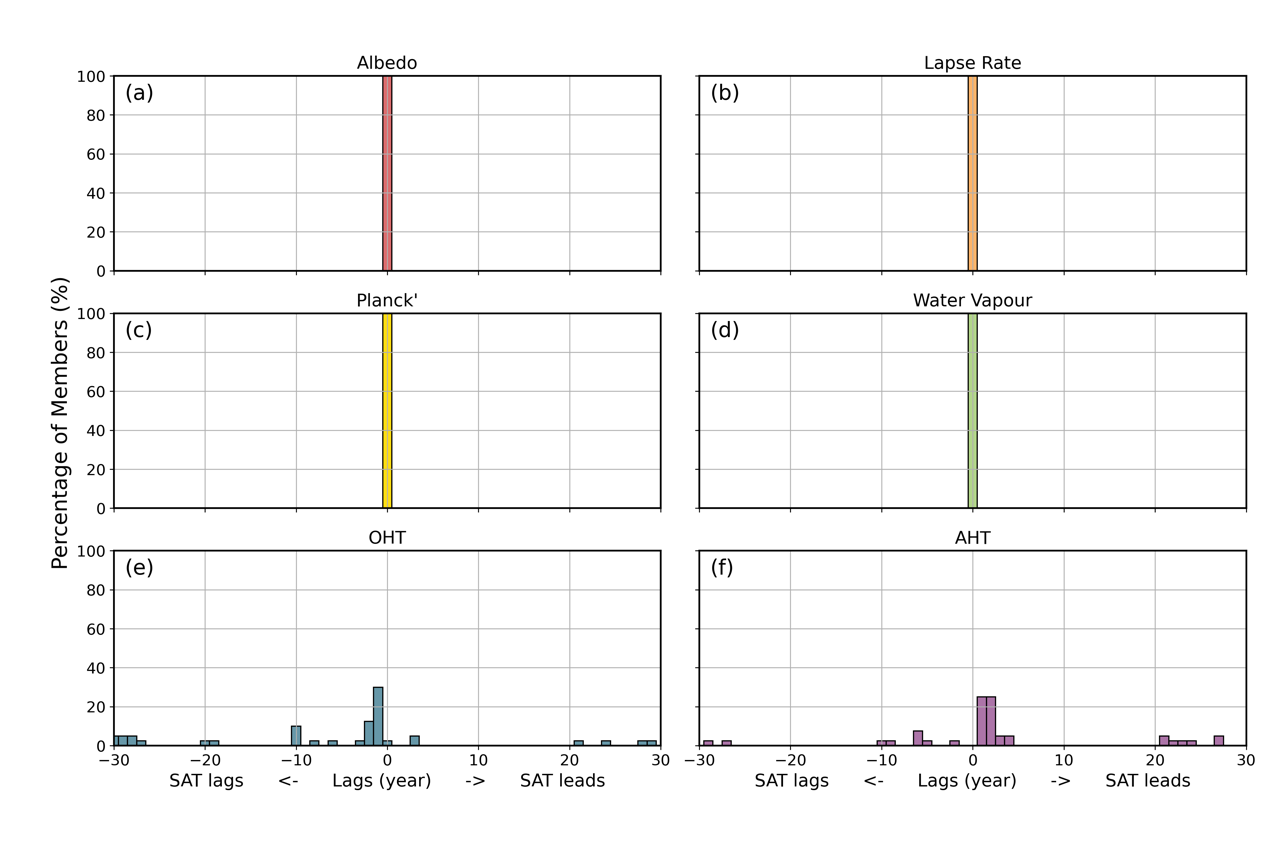 Albedo
Lapse Rate
100
80
60
40
20
0
(a)
(b)
Planck'
Water Vapour
100
80
60
40
20
0
(c)
(d)
Percentage of Members (%)
OHT
AHT
100
80
60
40
20
0
(e)
(f)
−30 −20 −10 0 10 20 30
−30 −20 −10 0 10 20 30
SAT lags <- Lags (year) -> SAT leads
SAT lags <- Lags (year) -> SAT leads